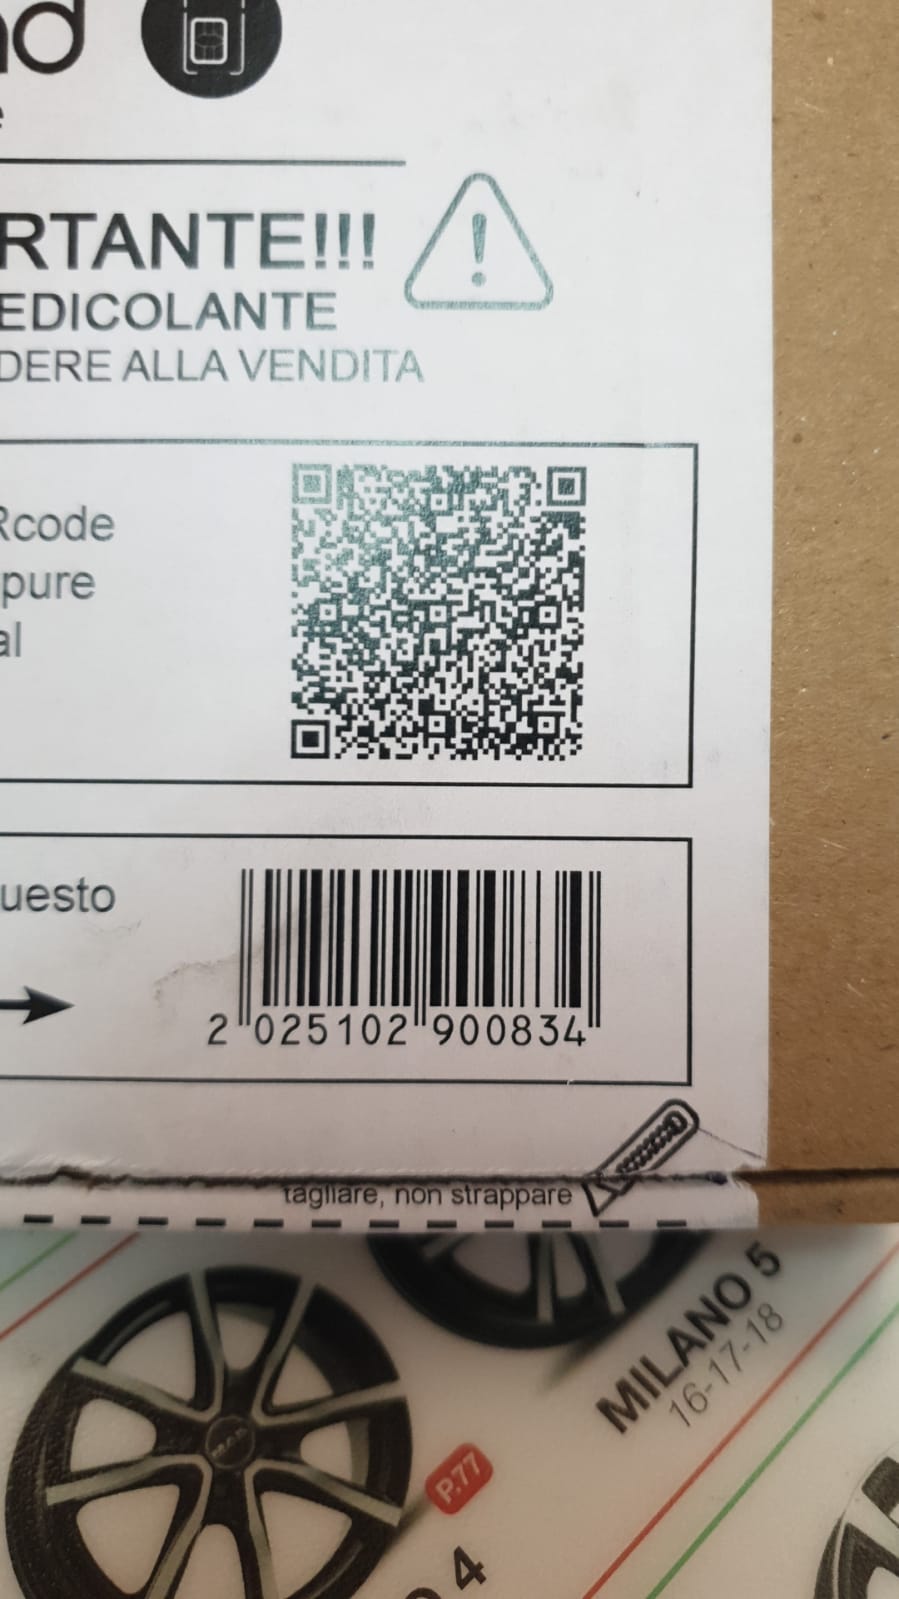 RTANTE!!!
EDICOLANTE
DERE ALLA VENDITA
Rcode
pure
al
uesto
2 025102 900834
tagliare, non strappare
MILANO 5
16-17-18
P.77
4